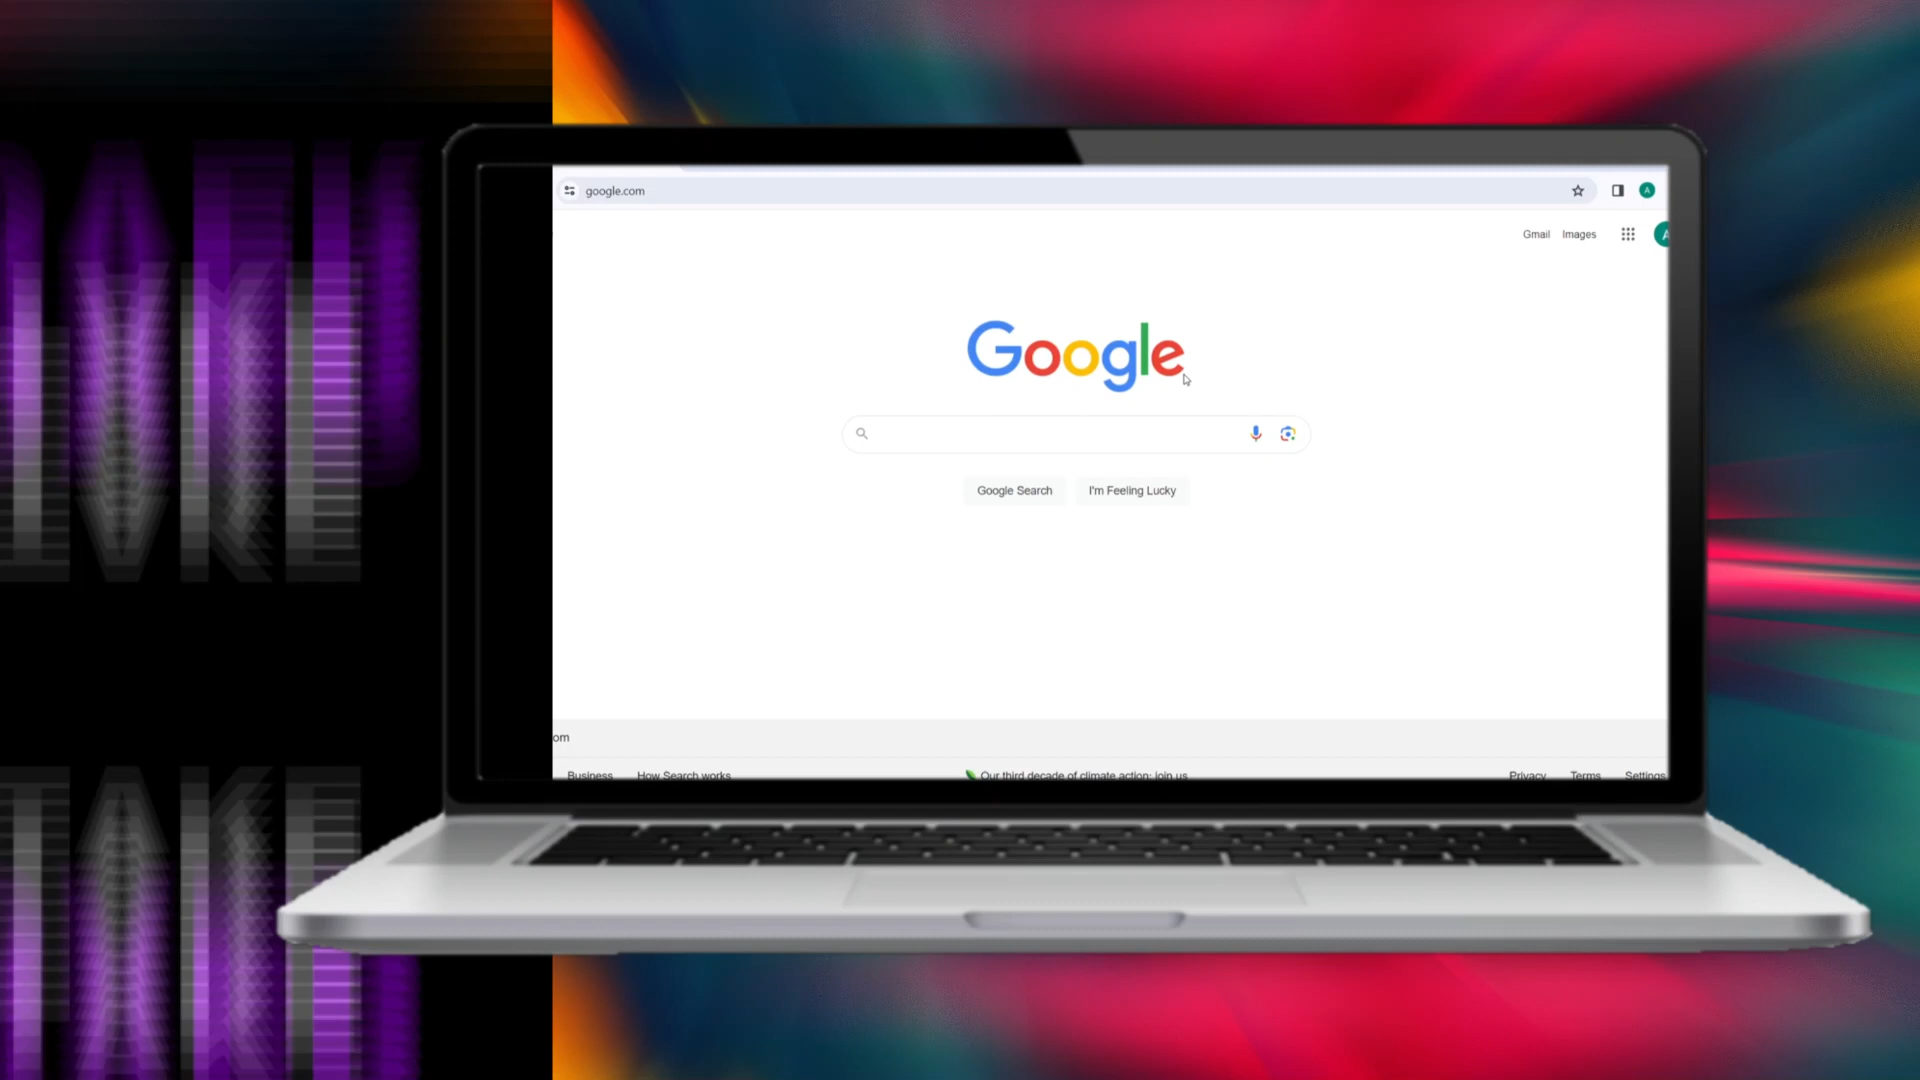 google.com
A
Gmail Images
A
Google
Google Search I'm Feeling Lucky
om
Business How Search works Our third decade of climate action: join us Privacy Terms Settings